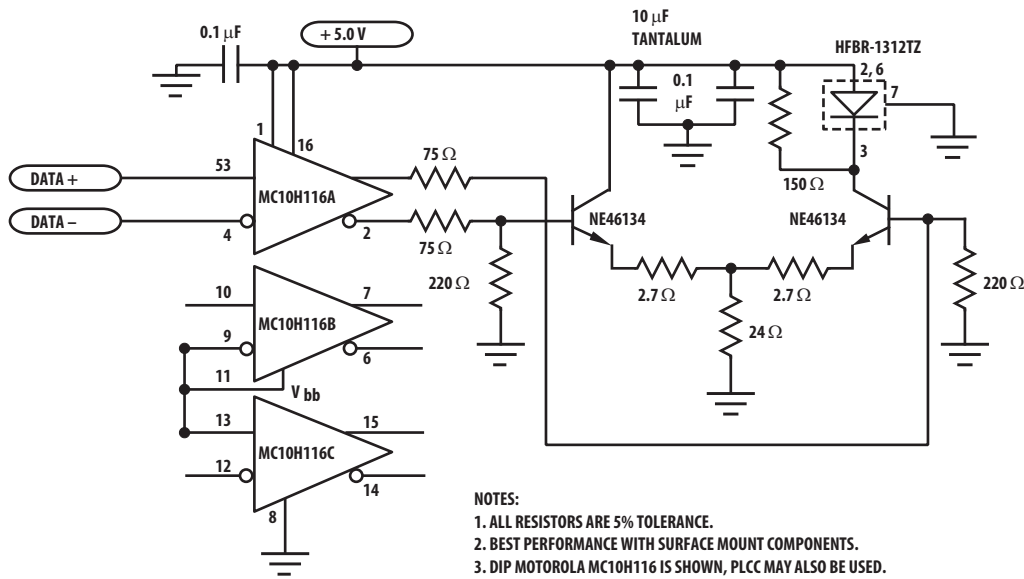 0.1 µF
+ 5.0 V
10 µF
TANTALUM
HFBR-1312TZ
2, 6
7
0.1
µF
3
1
16
53
DATA +
MC10H116A
75 Ω
150 Ω
DATA –
4
2
75 Ω
NE46134
NE46134
220 Ω
2.7 Ω
2.7 Ω
220 Ω
24 Ω
10
7
MC10H116B
9
6
11
V bb
13
15
MC10H116C
12
14
8
NOTES:
1. ALL RESISTORS ARE 5% TOLERANCE.
2. BEST PERFORMANCE WITH SURFACE MOUNT COMPONENTS.
3. DIP MOTOROLA MC10H116 IS SHOWN, PLCC MAY ALSO BE USED.